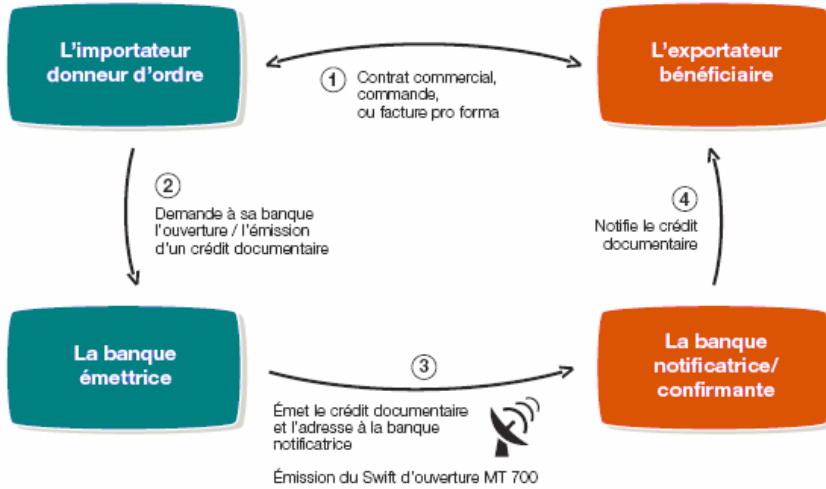 L'importateur
donneur d'ordre
L'exportateur
bénéficiaire
1
Contrat commercial,
commande,
ou facture pro forma
2
Demande à sa banque
l'ouverture / l'émission
d'un crédit documentaire
4
Notifie le crédit
documentaire
La banque
émettrice
La banque
notificatrice/
confirmante
3
Émet le crédit documentaire
et l'adresse à la banque
notificatrice
Émission du Swift d'ouverture MT 700